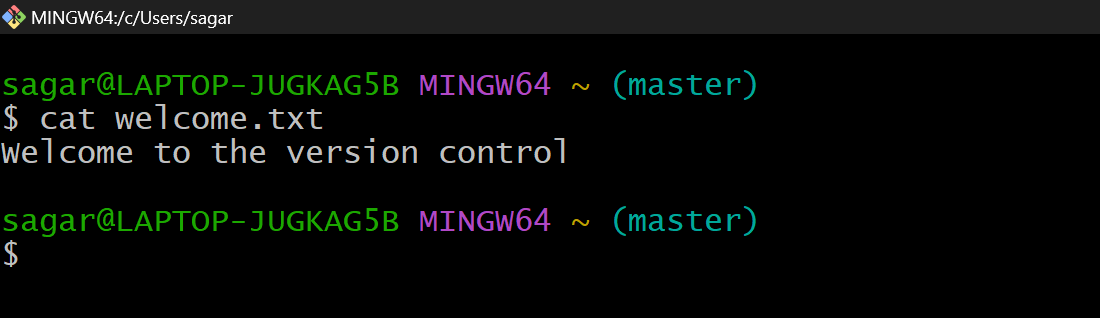 MINGW64:/c/Users/sagar
sagar@LAPTOP-JUGKAG5B MINGW64 ~ (master)
$ cat welcome.txt
Welcome to the version control
sagar@LAPTOP-JUGKAG5B MINGW64 ~ (master)
$